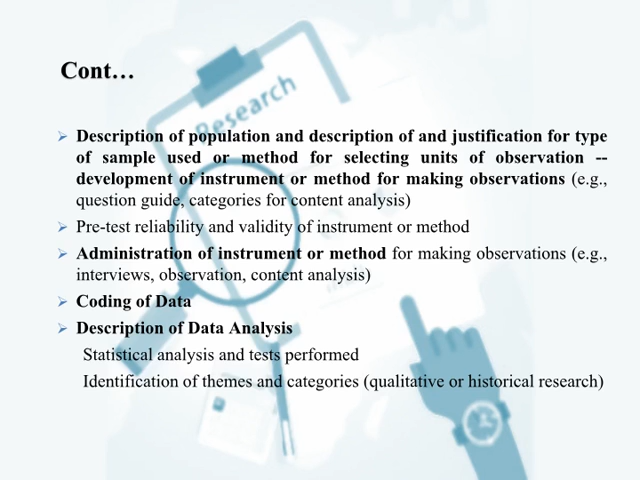 Cont…
Research
➢ Description of population and description of and justification for type
of sample used or method for selecting units of observation --
development of instrument or method for making observations (e.g.,
question guide, categories for content analysis)
➢ Pre-test reliability and validity of instrument or method
➢ Administration of instrument or method for making observations (e.g.,
interviews, observation, content analysis)
➢ Coding of Data
➢ Description of Data Analysis
Statistical analysis and tests performed
Identification of themes and categories (qualitative or historical research)